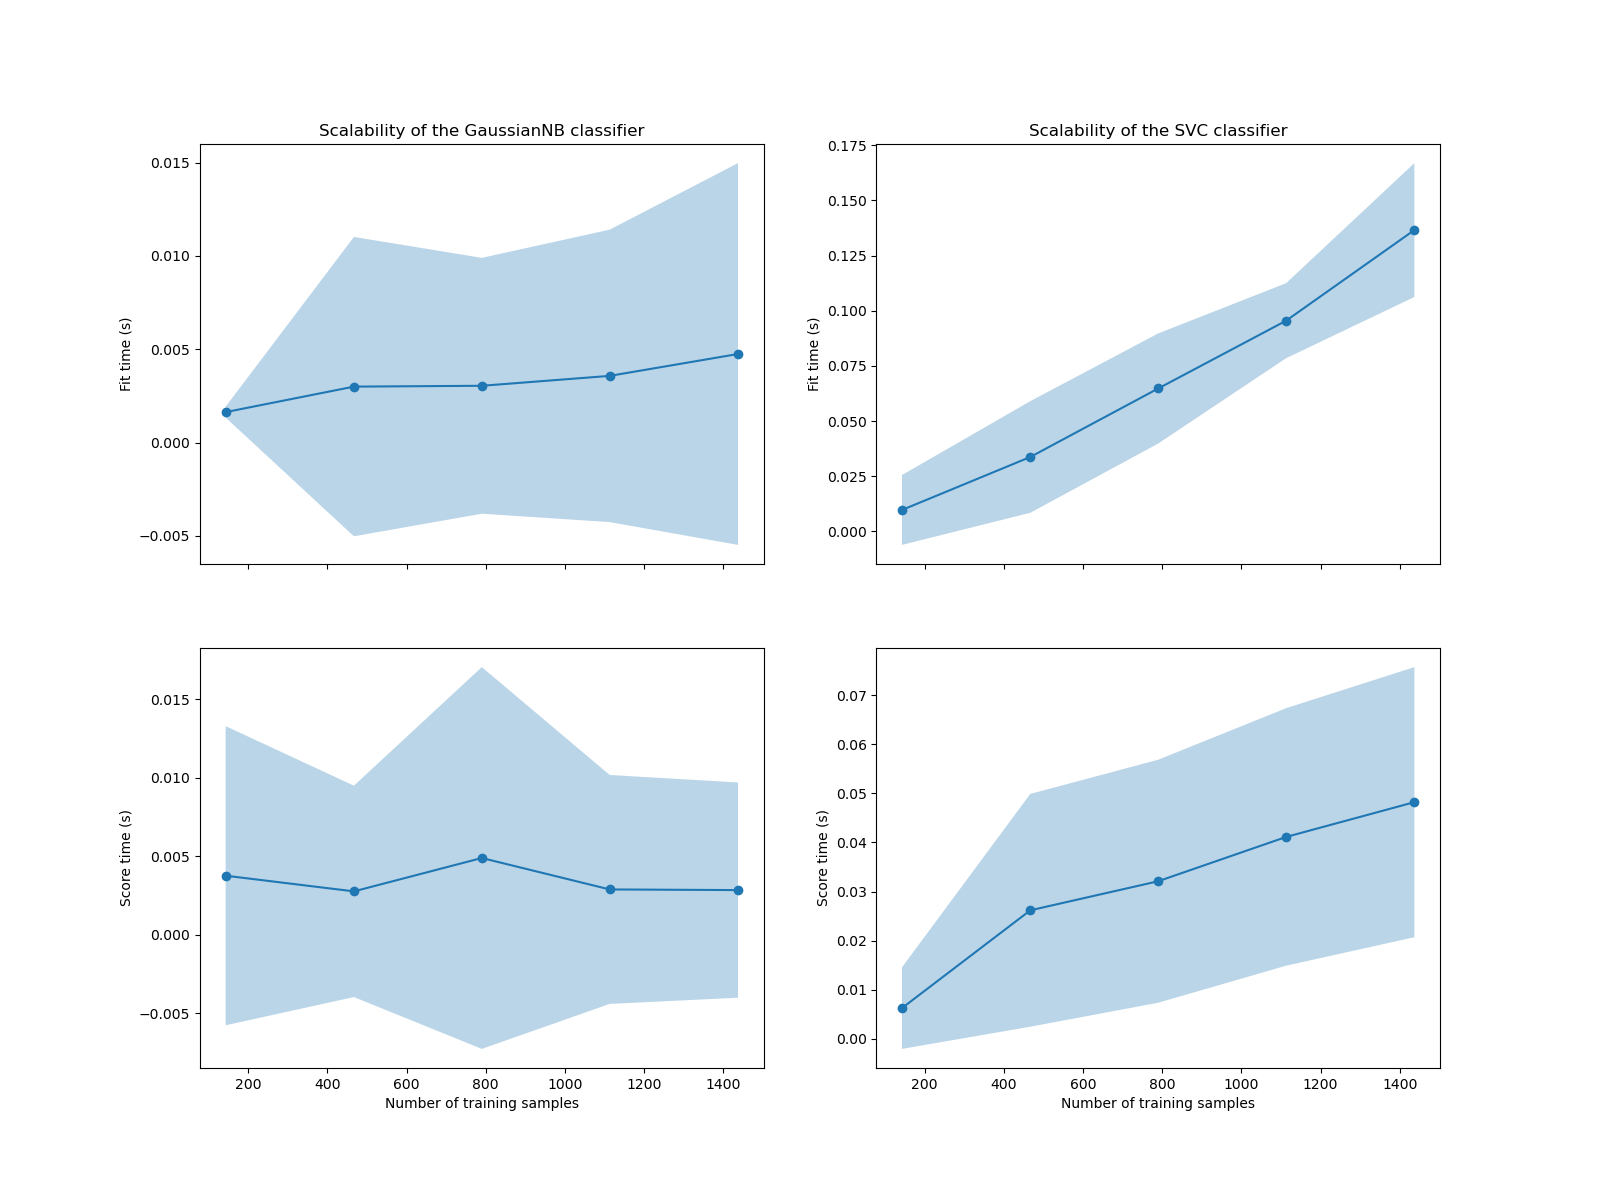 Scalability of the GaussianNB classifier
0.015
0.010
0.005
0.000
−0.005
Fit time (s)
Scalability of the SVC classifier
0.175
0.150
0.125
0.100
0.075
0.050
0.025
0.000
Fit time (s)
0.015
0.010
0.005
0.000
−0.005
Score time (s)
200 400 600 800 1000 1200 1400
Number of training samples
0.07
0.06
0.05
0.04
0.03
0.02
0.01
0.00
Score time (s)
200 400 600 800 1000 1200 1400
Number of training samples